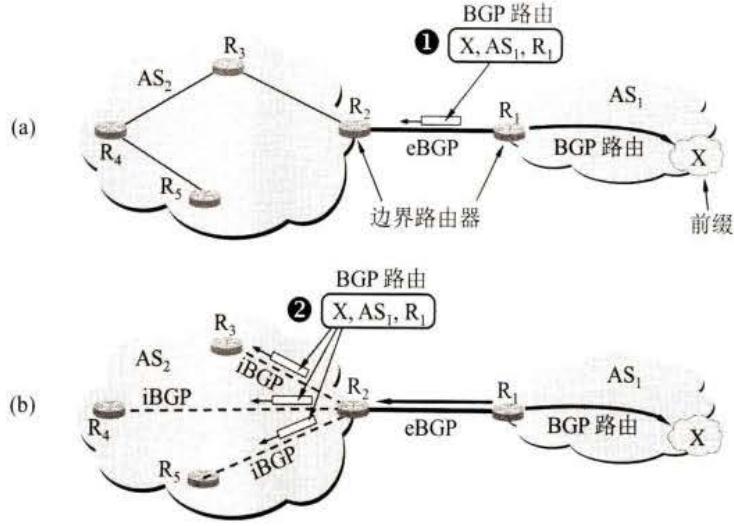 BGP 路由
❶ X, AS₁, R₁
R₃
AS₂
R₂
R₁
AS₁
(a)
R₄
eBGP
BGP 路由
X
R₅
边界路由器
前缀
BGP 路由
❷ X, AS₁, R₁
R₃
AS₂
iBGP
iBGP
R₂
R₁
AS₁
(b)
R₄
eBGP
BGP 路由
X
R₅
iBGP